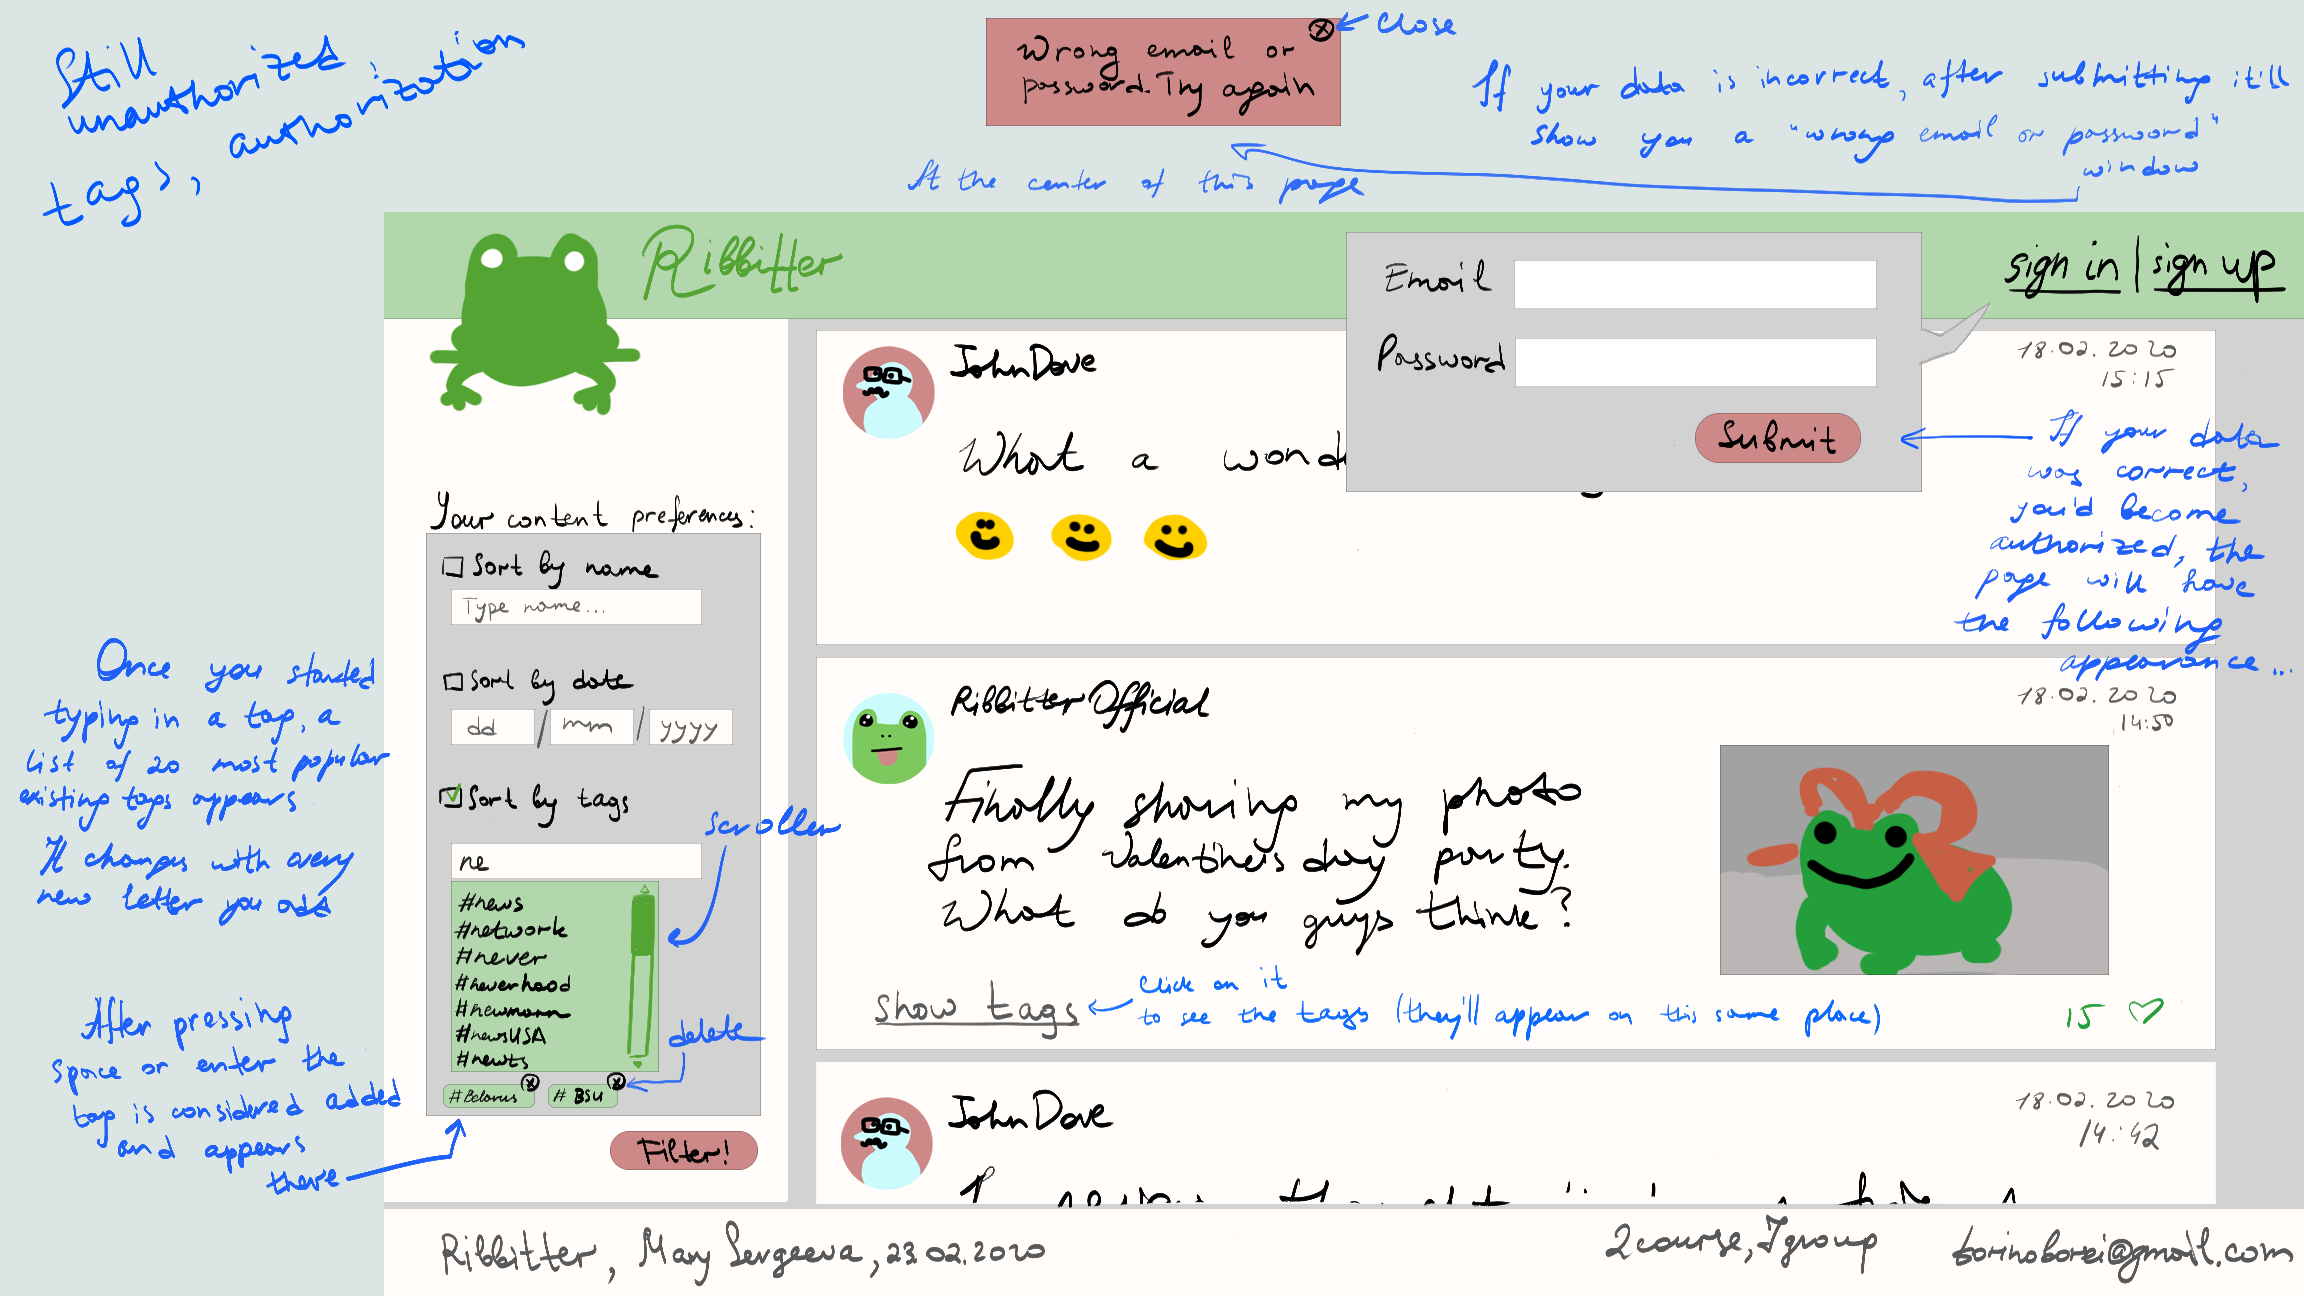 Still
unauthorized
tags, authorization
Wrong email or
password. Try again
close
If your data is incorrect, after submitting it'll
show you a "wrong email or password"
window
At the center of this page
Ribbitter
Email
Password
Submit
sign in | sign up
If your data
was correct,
you'd become
authorized, the
page will have
the following
appearance...
JohnDove
18.02.2020
15:15
What a wond
Your content preferences:
Sort by name
Type name...
Sort by date
dd / mm / yyyy
Sort by tags
ne
#news
#network
#never
#neverhood
#newmann
#newsUSA
#newts
#Belarus
# BSU
Filter!
scroller
delete
Once you started
typing in a tag, a
list of 20 most popular
existing tags appears
It changes with every
new letter you add
After pressing
space or enter the
tag is considered added
and appears
there
RibbitterOfficial
18.02.2020
14:50
Finally sharing my photo
from Valentine's day party.
What do you guys think?
show tags
Click on it
to see the tags (they'll appear on this same place)
15
JohnDove
18.02.2020
14:42
Ribbitter, Mary Sergeeva, 23.02.2020
2course, 7group